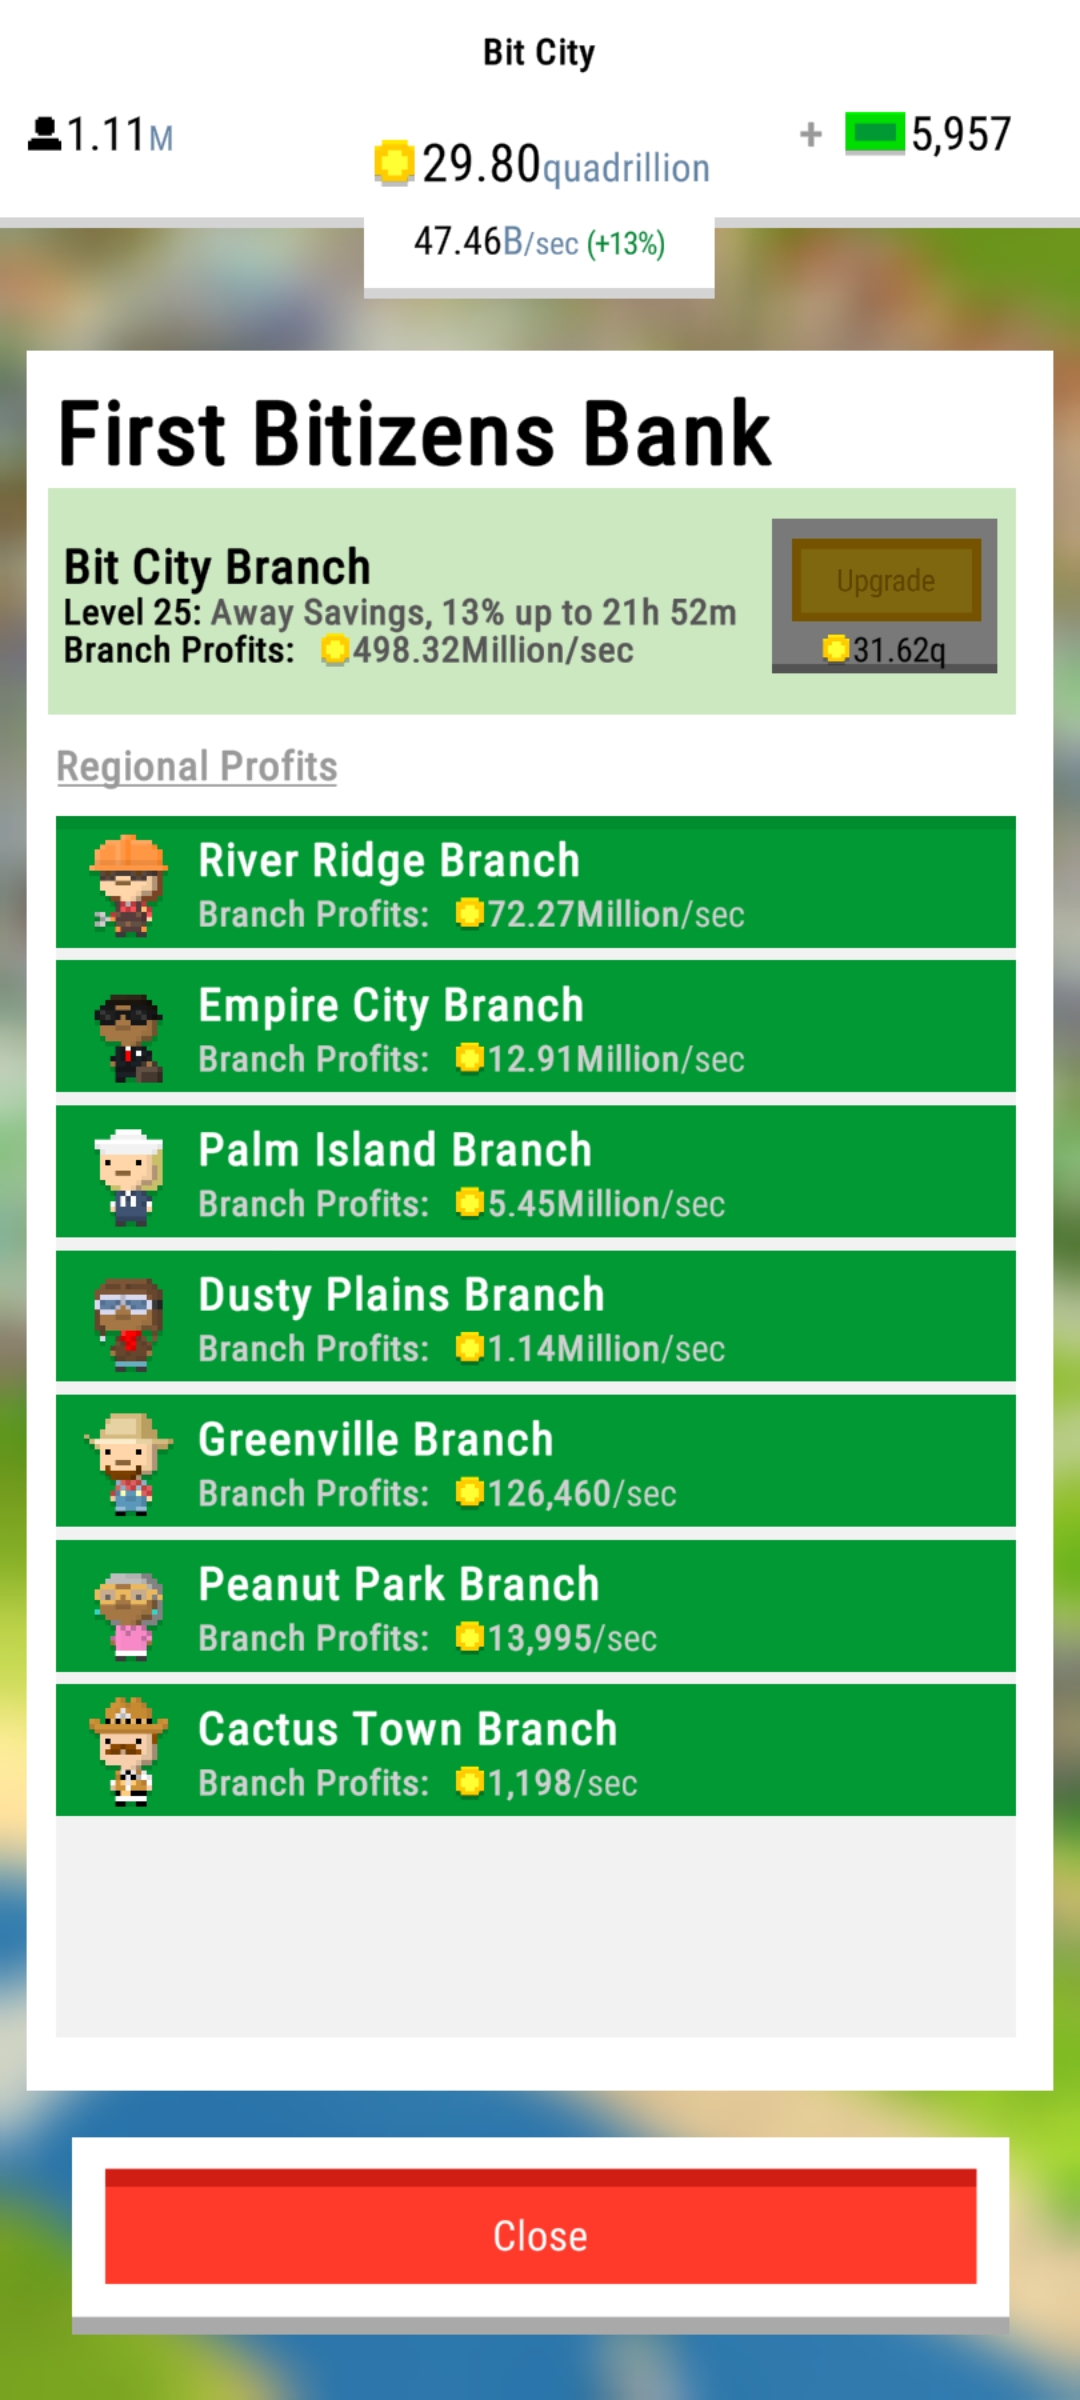 Bit City
1.11M
29.80quadrillion
+ 5,957
47.46B/sec (+13%)
First Bitizens Bank
Bit City Branch
Level 25: Away Savings, 13% up to 21h 52m
Branch Profits: 498.32Million/sec
Upgrade
31.62q
Regional Profits
River Ridge Branch
Branch Profits: 72.27Million/sec
Empire City Branch
Branch Profits: 12.91Million/sec
Palm Island Branch
Branch Profits: 5.45Million/sec
Dusty Plains Branch
Branch Profits: 1.14Million/sec
Greenville Branch
Branch Profits: 126,460/sec
Peanut Park Branch
Branch Profits: 13,995/sec
Cactus Town Branch
Branch Profits: 1,198/sec
Close